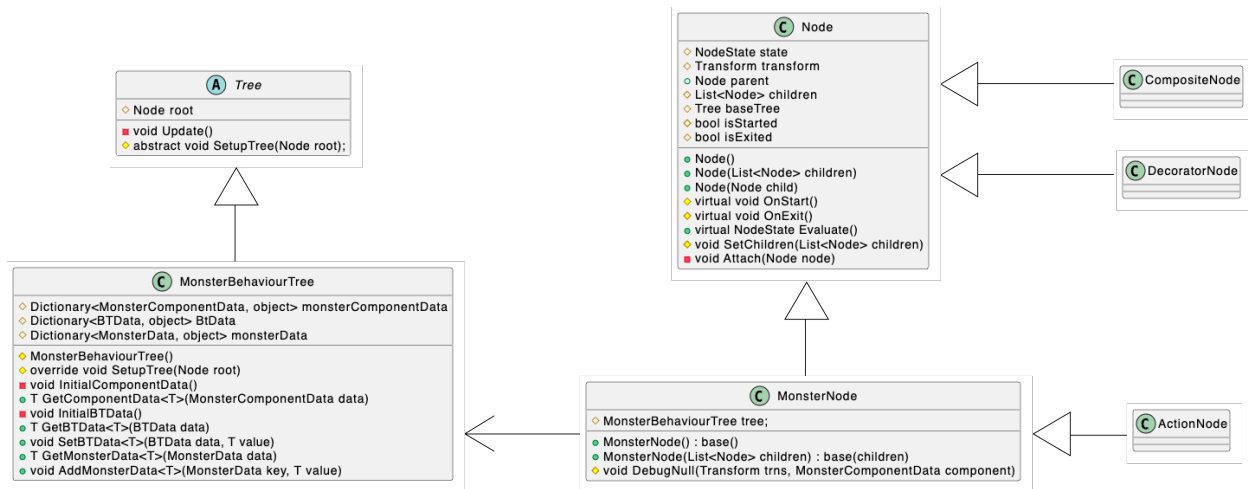 A Tree
Node root
void Update()
abstract void SetupTree(Node root);
C Node
NodeState state
Transform transform
Node parent
List<Node> children
Tree baseTree
bool isStarted
bool isExited
Node()
Node(List<Node> children)
Node(Node child)
virtual void OnStart()
virtual void OnExit()
virtual NodeState Evaluate()
void SetChildren(List<Node> children)
void Attach(Node node)
C CompositeNode
C DecoratorNode
C MonsterBehaviourTree
Dictionary<MonsterComponentData, object> monsterComponentData
Dictionary<BTData, object> BtData
Dictionary<MonsterData, object> monsterData
MonsterBehaviourTree()
override void SetupTree(Node root)
void InitialComponentData()
T GetComponentData<T>(MonsterComponentData data)
void InitialBTData()
T GetBTData<T>(BTData data)
void SetBTData<T>(BTData data, T value)
T GetMonsterData<T>(MonsterData data)
void AddMonsterData<T>(MonsterData key, T value)
C MonsterNode
MonsterBehaviourTree tree;
MonsterNode() : base()
MonsterNode(List<Node> children) : base(children)
void DebugNull(Transform trns, MonsterComponentData component)
C ActionNode